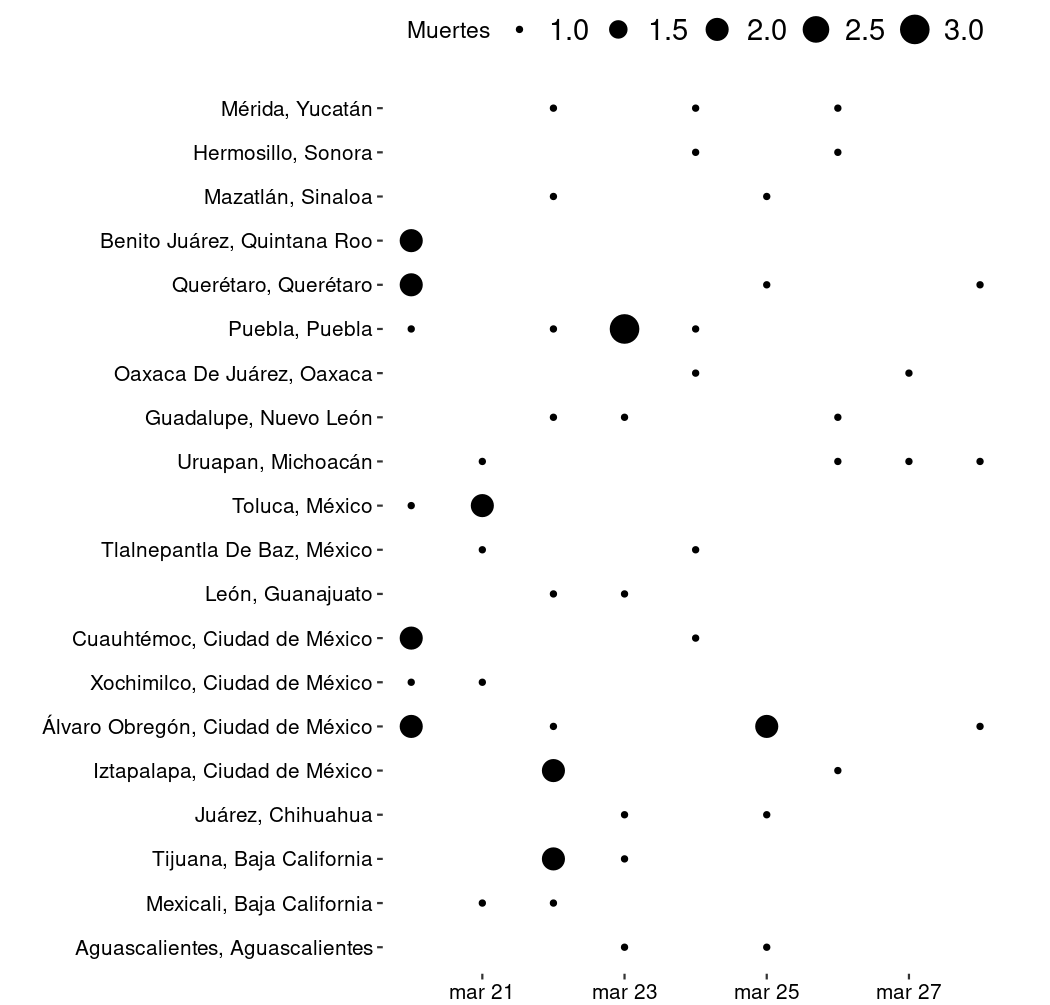 Muertes 1.0 1.5 2.0 2.5 3.0
Mérida, Yucatán
Hermosillo, Sonora
Mazatlán, Sinaloa
Benito Juárez, Quintana Roo
Querétaro, Querétaro
Puebla, Puebla
Oaxaca De Juárez, Oaxaca
Guadalupe, Nuevo León
Uruapan, Michoacán
Toluca, México
Tlalnepantla De Baz, México
León, Guanajuato
Cuauhtémoc, Ciudad de México
Xochimilco, Ciudad de México
Álvaro Obregón, Ciudad de México
Iztapalapa, Ciudad de México
Juárez, Chihuahua
Tijuana, Baja California
Mexicali, Baja California
Aguascalientes, Aguascalientes
mar 21 mar 23 mar 25 mar 27